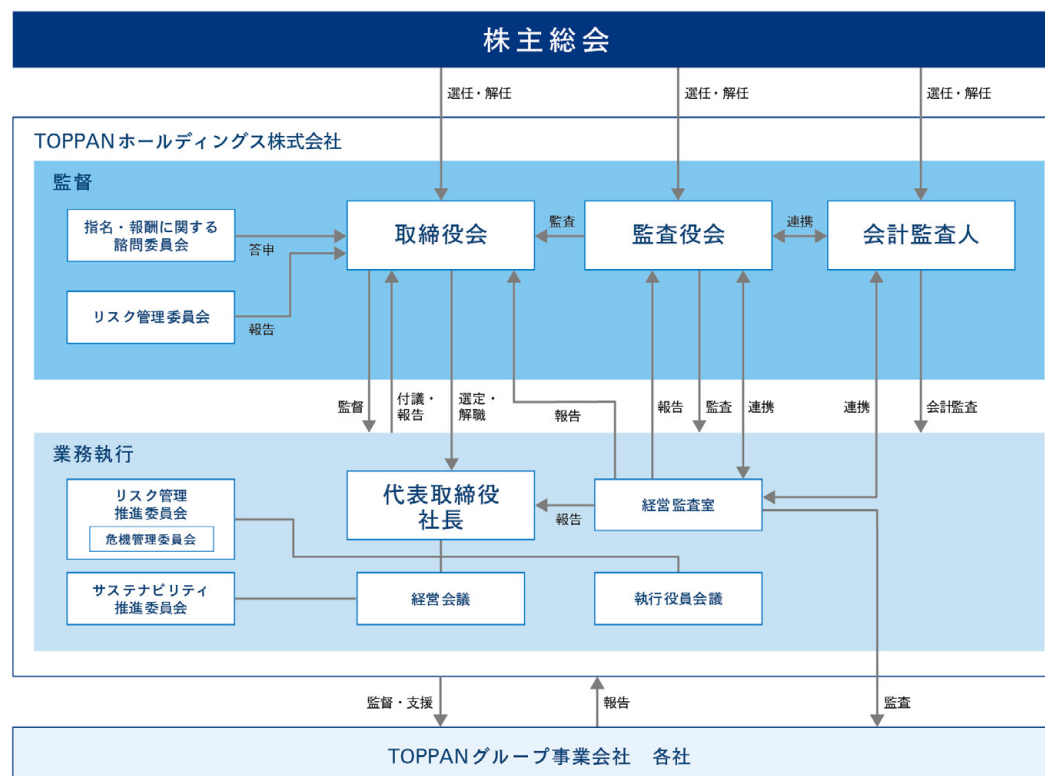 株主総会
選任・解任
選任・解任
選任・解任
TOPPANホールディングス株式会社
監督
指名・報酬に関する
諮問委員会
答申
取締役会
監査
監査役会
連携
会計監査人
リスク管理委員会
報告
監督
付議・
報告
選定・
解職
報告
報告
監査
連携
連携
会計監査
業務執行
リスク管理
推進委員会
危機管理委員会
代表取締役
社長
報告
経営監査室
サステナビリティ
推進委員会
経営会議
執行役員会議
監督・支援
報告
監査
TOPPANグループ事業会社 各社